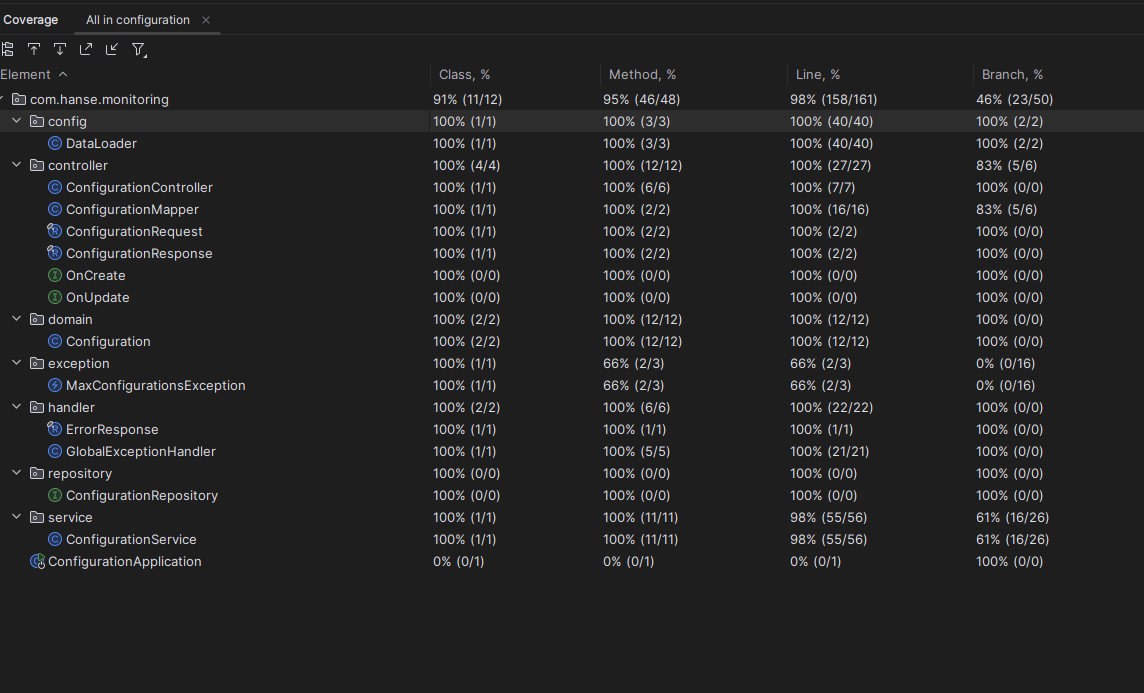 Coverage All in configuration
Element Class, % Method, % Line, % Branch, %
com.hanse.monitoring 91% (11/12) 95% (46/48) 98% (158/161) 46% (23/50)
config 100% (1/1) 100% (3/3) 100% (40/40) 100% (2/2)
DataLoader 100% (1/1) 100% (3/3) 100% (40/40) 100% (2/2)
controller 100% (4/4) 100% (12/12) 100% (27/27) 83% (5/6)
ConfigurationController 100% (1/1) 100% (6/6) 100% (7/7) 100% (0/0)
ConfigurationMapper 100% (1/1) 100% (2/2) 100% (16/16) 83% (5/6)
ConfigurationRequest 100% (1/1) 100% (2/2) 100% (2/2) 100% (0/0)
ConfigurationResponse 100% (1/1) 100% (2/2) 100% (2/2) 100% (0/0)
OnCreate 100% (0/0) 100% (0/0) 100% (0/0) 100% (0/0)
OnUpdate 100% (0/0) 100% (0/0) 100% (0/0) 100% (0/0)
domain 100% (2/2) 100% (12/12) 100% (12/12) 100% (0/0)
Configuration 100% (2/2) 100% (12/12) 100% (12/12) 100% (0/0)
exception 100% (1/1) 66% (2/3) 66% (2/3) 0% (0/16)
MaxConfigurationsException 100% (1/1) 66% (2/3) 66% (2/3) 0% (0/16)
handler 100% (2/2) 100% (6/6) 100% (22/22) 100% (0/0)
ErrorResponse 100% (1/1) 100% (1/1) 100% (1/1) 100% (0/0)
GlobalExceptionHandler 100% (1/1) 100% (5/5) 100% (21/21) 100% (0/0)
repository 100% (0/0) 100% (0/0) 100% (0/0) 100% (0/0)
ConfigurationRepository 100% (0/0) 100% (0/0) 100% (0/0) 100% (0/0)
service 100% (1/1) 100% (11/11) 98% (55/56) 61% (16/26)
ConfigurationService 100% (1/1) 100% (11/11) 98% (55/56) 61% (16/26)
ConfigurationApplication 0% (0/1) 0% (0/1) 0% (0/1) 100% (0/0)